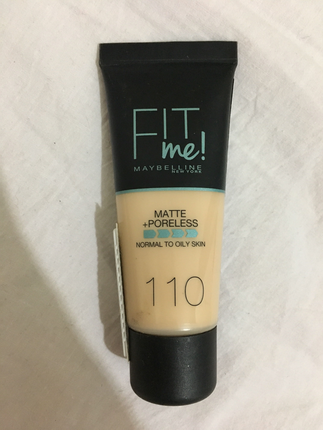 FIT
me!
MAYBELLINE
NEW YORK
MATTE
+PORELESS
NORMAL TO OILY SKIN
110